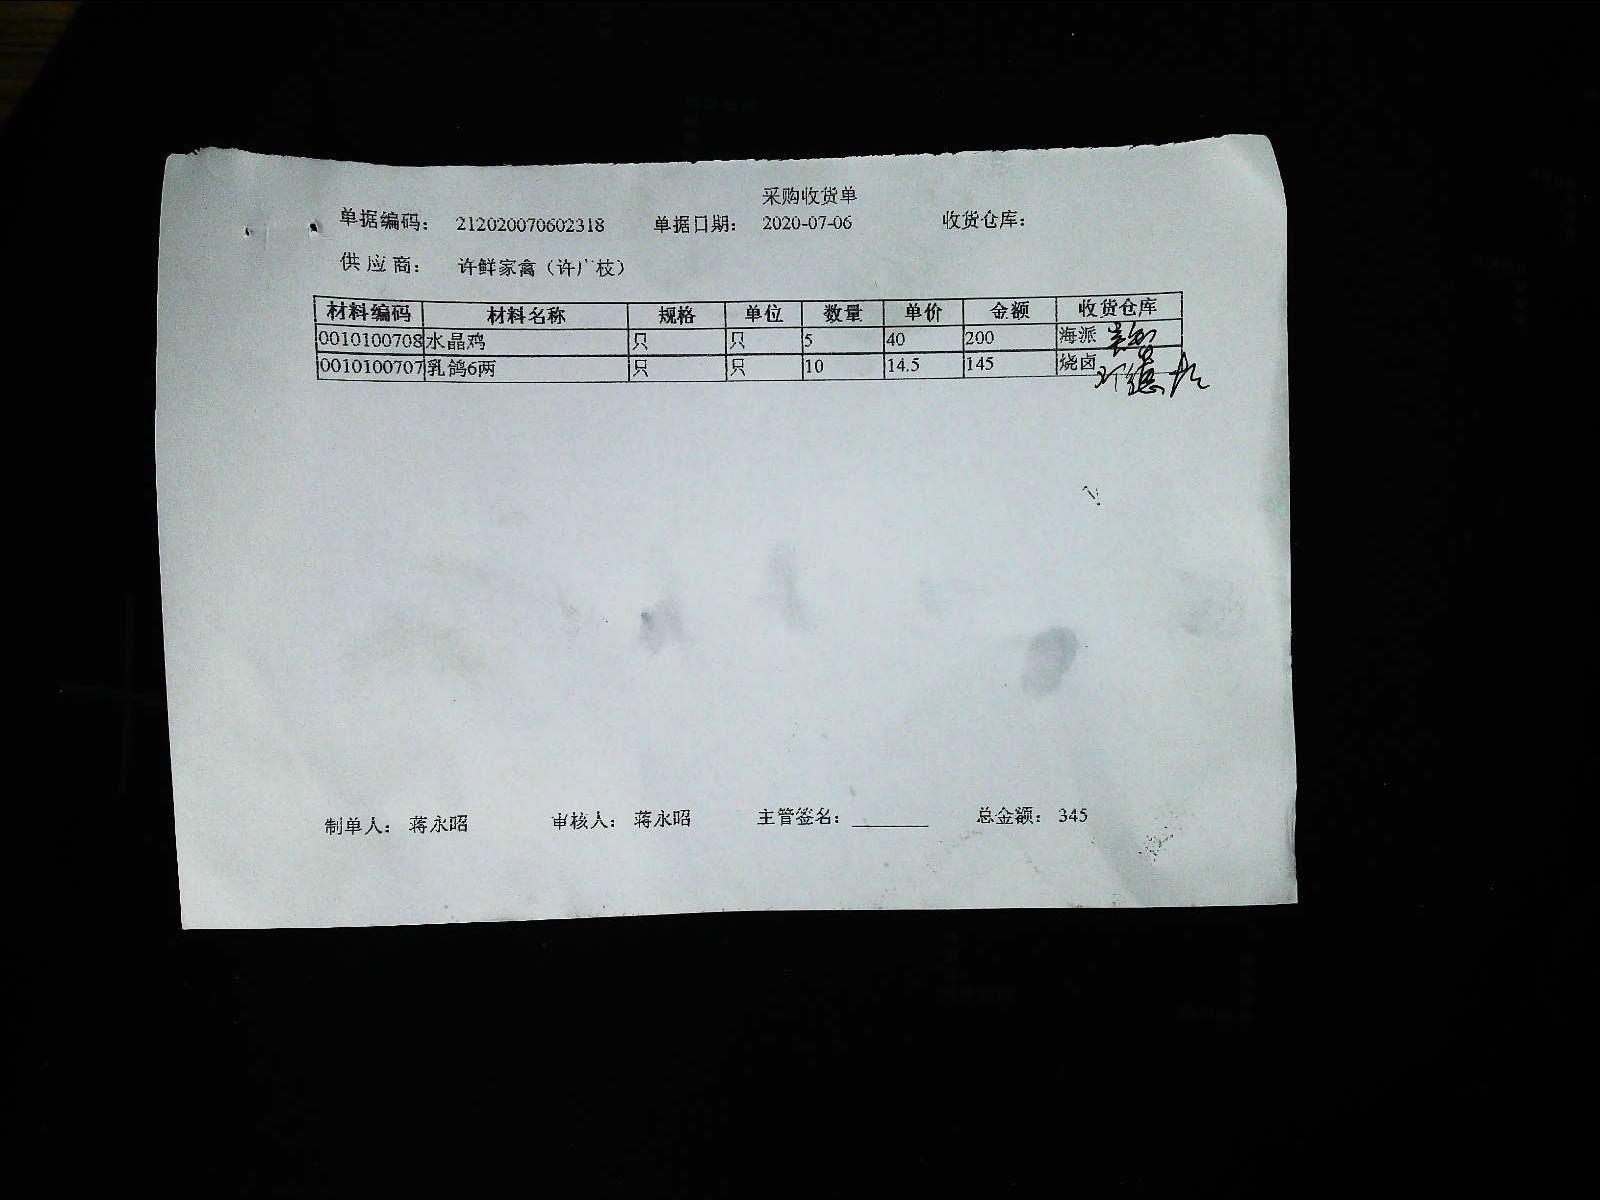 采购收货单
单据编码： 212020070602318 单据日期： 2020-07-06 收货仓库：
供应商： 许鲜家禽（许广枝）
材料编码 材料名称 规格 单位 数量 单价 金额 收货仓库
0010100708 水晶鸡 只 只 5 40 200 海派
0010100707 乳鸽6两 只 只 10 14.5 145 烧卤
制单人： 蒋永昭 审核人： 蒋永昭 主管签名： 总金额： 345